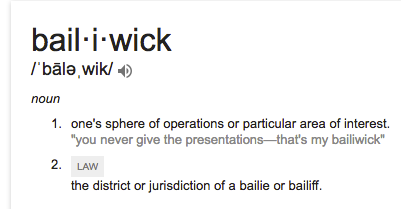 bail·i·wick
/ˈbāləˌwik/
noun
1. one's sphere of operations or particular area of interest.
"you never give the presentations—that's my bailiwick"
2. LAW
the district or jurisdiction of a bailie or bailiff.